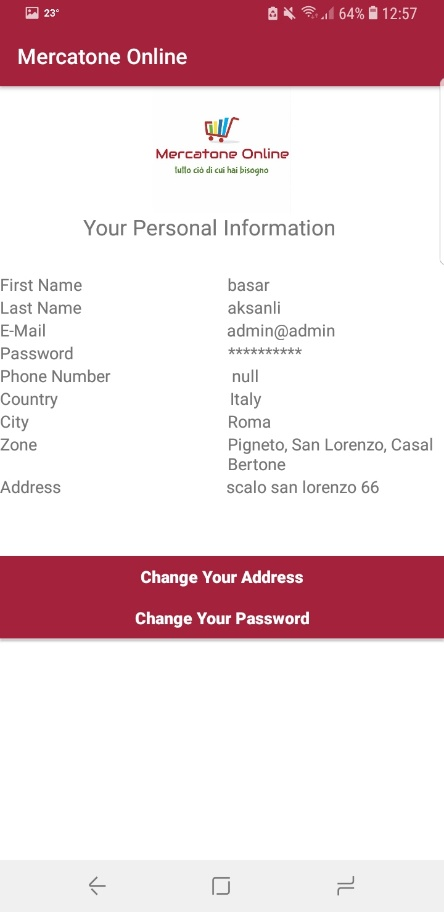 23°
64% 12:57
Mercatone Online
Mercatone Online
tutto ciò di cui hai bisogno
Your Personal Information
First Name basar
Last Name aksanli
E-Mail admin@admin
Password **********
Phone Number null
Country Italy
City Roma
Zone Pigneto, San Lorenzo, Casal
Bertone
Address scalo san lorenzo 66
Change Your Address
Change Your Password